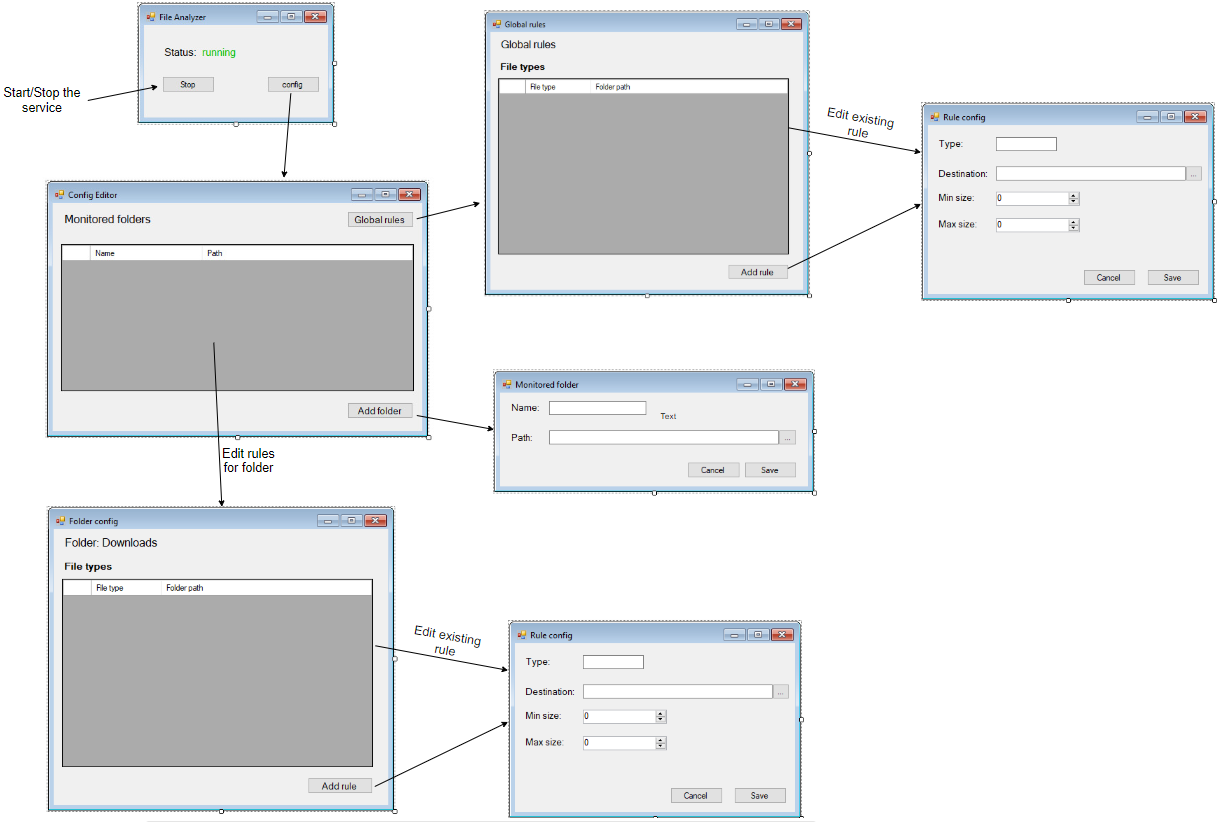 File Analyzer
Status: running
Stop
config
Start/Stop the
service
Global rules
Global rules
File types
File type
Folder path
Add rule
Edit existing
rule
Rule config
Type:
Destination:
...
Min size:
0
Max size:
0
Cancel
Save
Config Editor
Monitored folders
Global rules
Name
Path
Add folder
Monitored folder
Name:
Text
Path:
...
Cancel
Save
Edit rules
for folder
Folder config
Folder: Downloads
File types
File type
Folder path
Add rule
Edit existing
rule
Rule config
Type:
Destination:
...
Min size:
0
Max size:
0
Cancel
Save